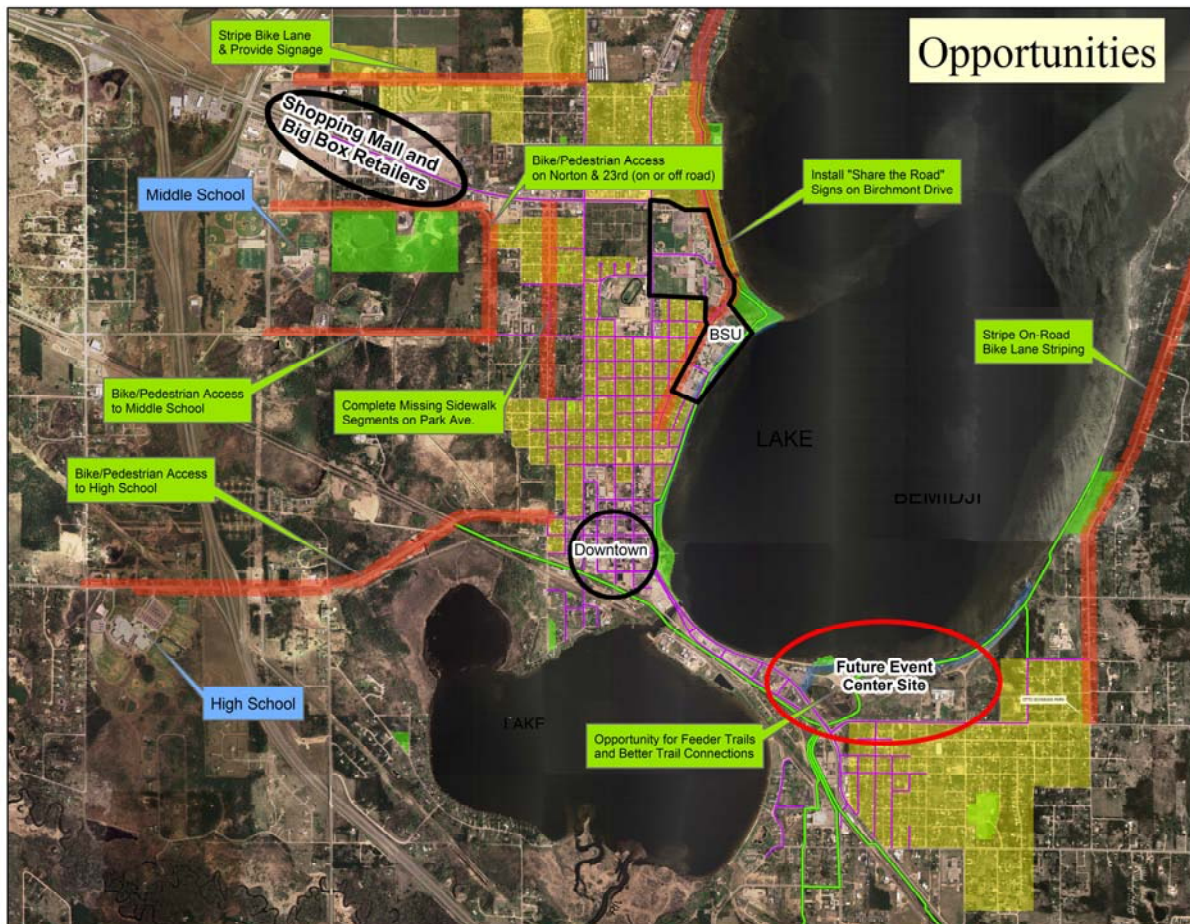 Opportunities
Stripe Bike Lane
& Provide Signage
Shopping Mall and
Big Box Retailers
Bike/Pedestrian Access
on Norton & 23rd (on or off road)
Install "Share the Road"
Signs on Birchmont Drive
Middle School
BSU
Stripe On-Road
Bike Lane Striping
Bike/Pedestrian Access
to Middle School
Complete Missing Sidewalk
Segments on Park Ave.
LAKE
BEMIDJI
Bike/Pedestrian Access
to High School
Downtown
Future Event
Center Site
High School
LAKE
Opportunity for Feeder Trails
and Better Trail Connections